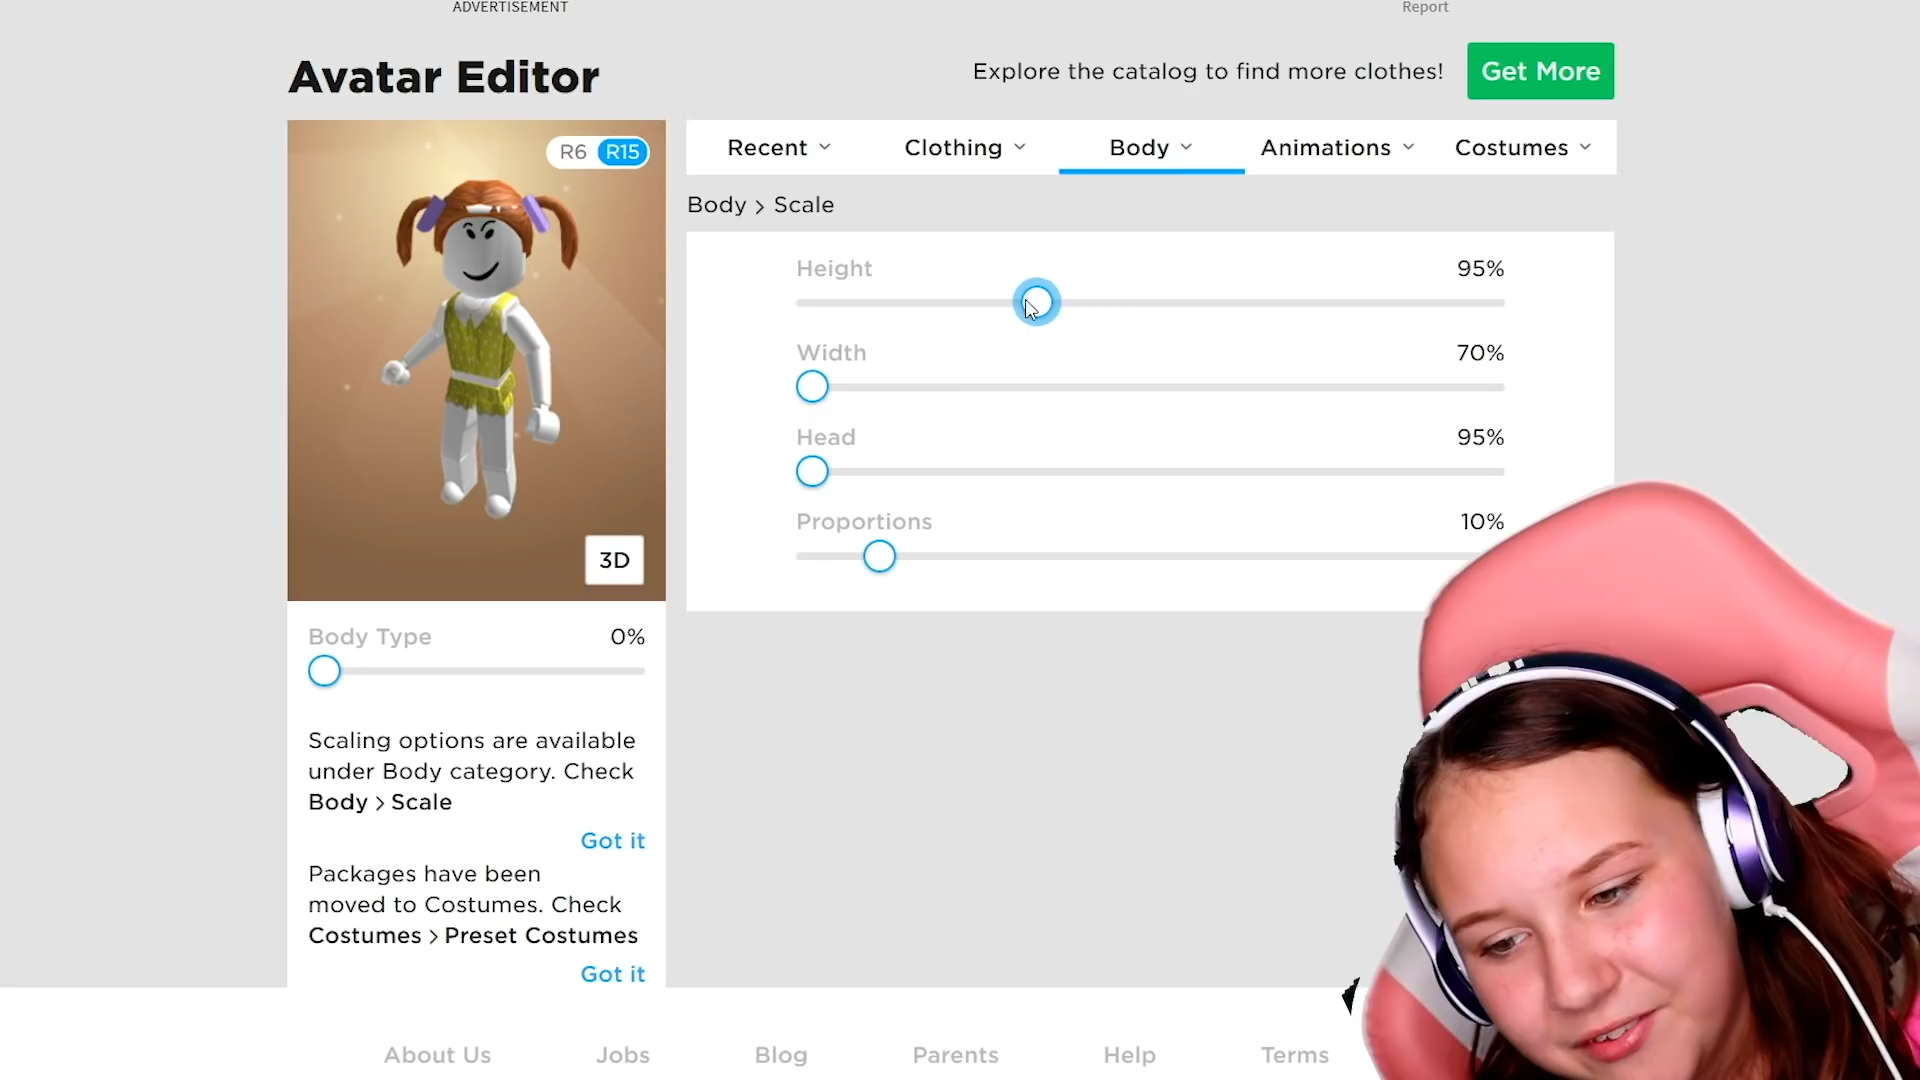 ADVERTISEMENT
Report
Avatar Editor
Explore the catalog to find more clothes!
Get More
R6 R15
Recent
Clothing
Body
Animations
Costumes
Body > Scale
Height 95%
Width 70%
Head 95%
Proportions 10%
3D
Body Type 0%
Scaling options are available
under Body category. Check
Body > Scale
Got it
Packages have been
moved to Costumes. Check
Costumes > Preset Costumes
Got it
About Us
Jobs
Blog
Parents
Help
Terms